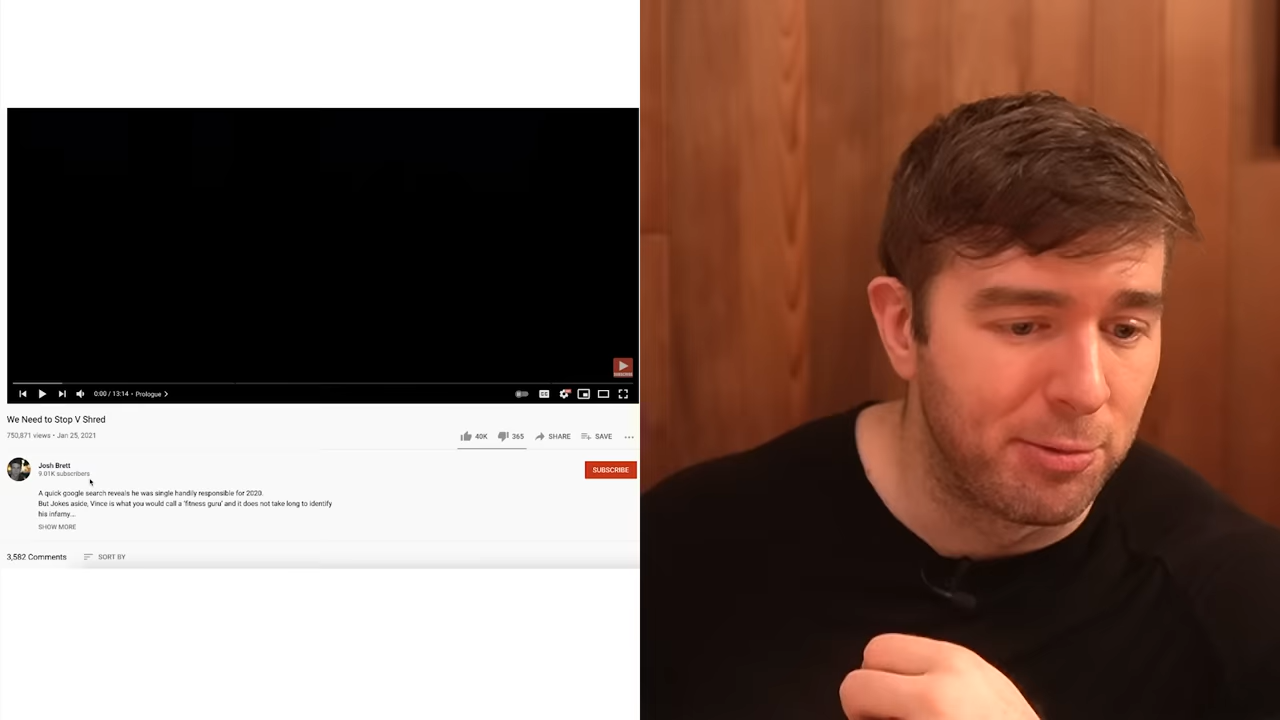 0:00 / 13:14 • Prologue
We Need to Stop V Shred
750,871 views • Jan 25, 2021
40K
365
SHARE
SAVE
Josh Brett
9.01K subscribers
SUBSCRIBE
A quick google search reveals he was single handily responsible for 2020.
But Jokes aside, Vince is what you would call a 'fitness guru' and it does not take long to identify
his infamy...
SHOW MORE
3,582 Comments
SORT BY